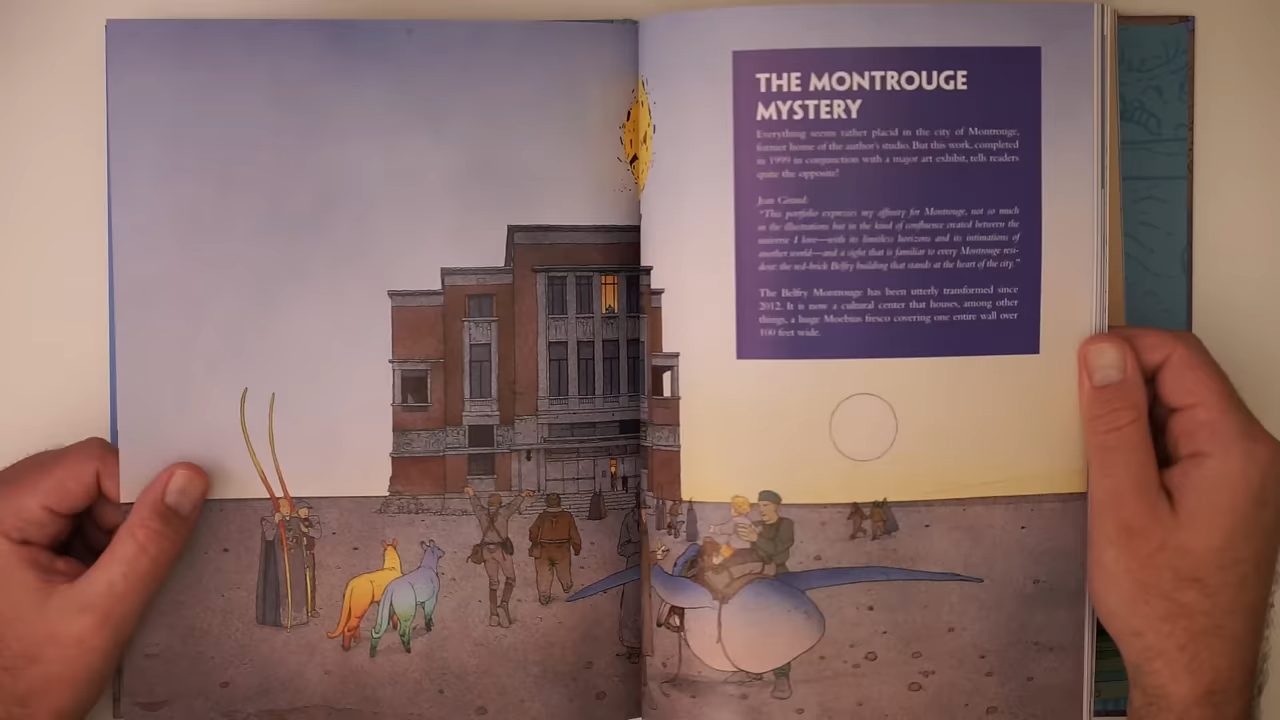 THE MONTROUGE
MYSTERY
Everything seems rather placid in the city of Montrouge,
former home of the author's studio. But this work, completed
in 1999 in conjunction with a major art exhibit, tells readers
quite the opposite!
Jean Giraud:
"This portfolio expresses my affinity for Montrouge, not so much
in the illustrations but in the kind of confluence created between the
universe I love—with its limitless horizons and its intimations of
another world—and a sight that is familiar to every Montrouge resi-
dent: the red-brick Belfry building that stands at the heart of the city."
The Belfry Montrouge has been utterly transformed since
2012. It is now a cultural center that houses, among other
things, a huge Moebius fresco covering one entire wall over
100 feet wide.